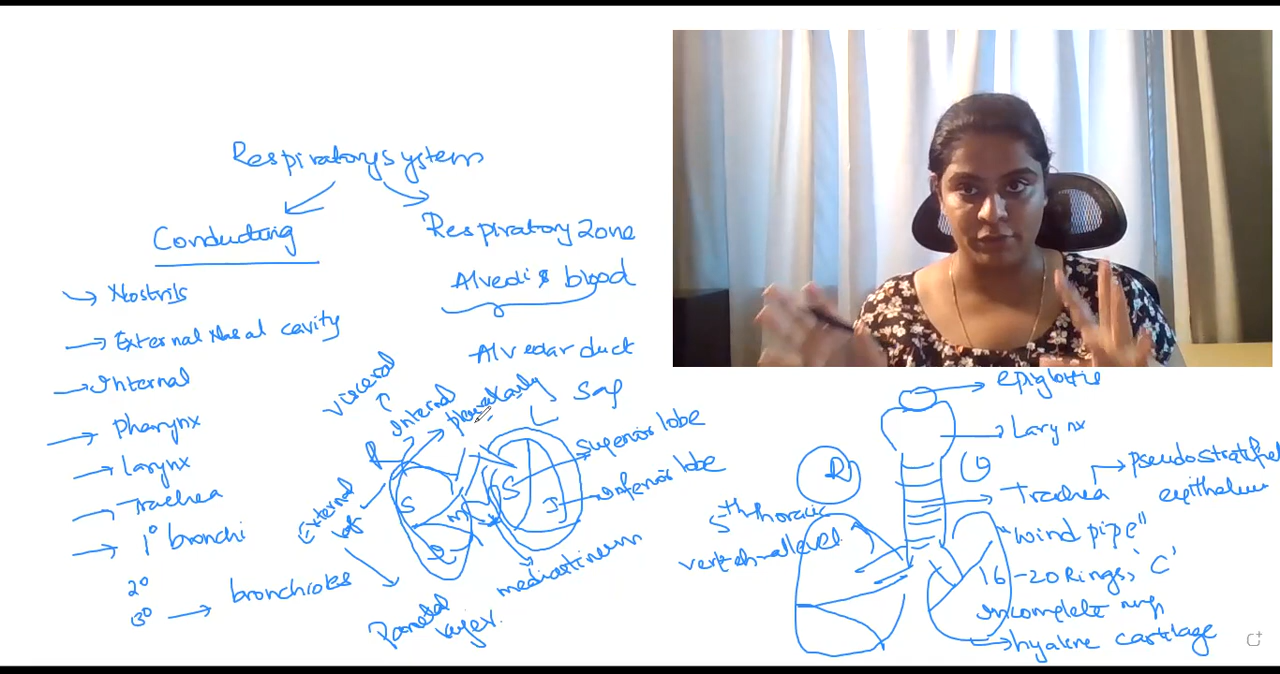 Respiratory system
Conducting
Respiratory Zone
Nostrils
External Nasal cavity
Internal
Pharynx
Larynx
Trachea
1° bronchi
2°
3° bronchioles
Alveoli & blood
Alveolar duct
Sac
visceral
Internal
R
L
External
Parietal
layer.
S
m
S
I
superior lobe
Inferior lobe
mediastinum
epiglottis
Larynx
R
Trachea
Pseudostratified
epithelium
"wind pipe"
16-20 Rings, 'C'
Incomplete
hyaline cartilage
5th thoracic
vertebral level